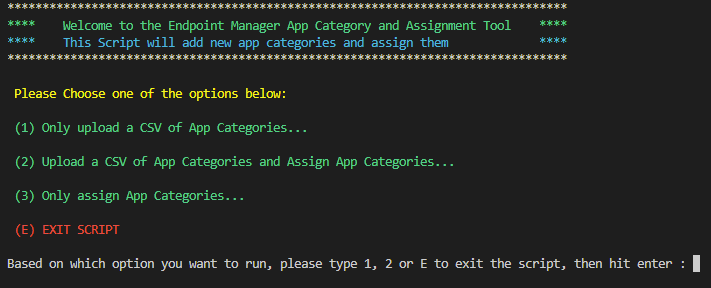 *********************************************************************************
**** Welcome to the Endpoint Manager App Category and Assignment Tool ****
**** This Script will add new app categories and assign them ****
*********************************************************************************
Please Choose one of the options below:
(1) Only upload a CSV of App Categories...
(2) Upload a CSV of App Categories and Assign App Categories...
(3) Only assign App Categories...
(E) EXIT SCRIPT
Based on which option you want to run, please type 1, 2 or E to exit the script, then hit enter :